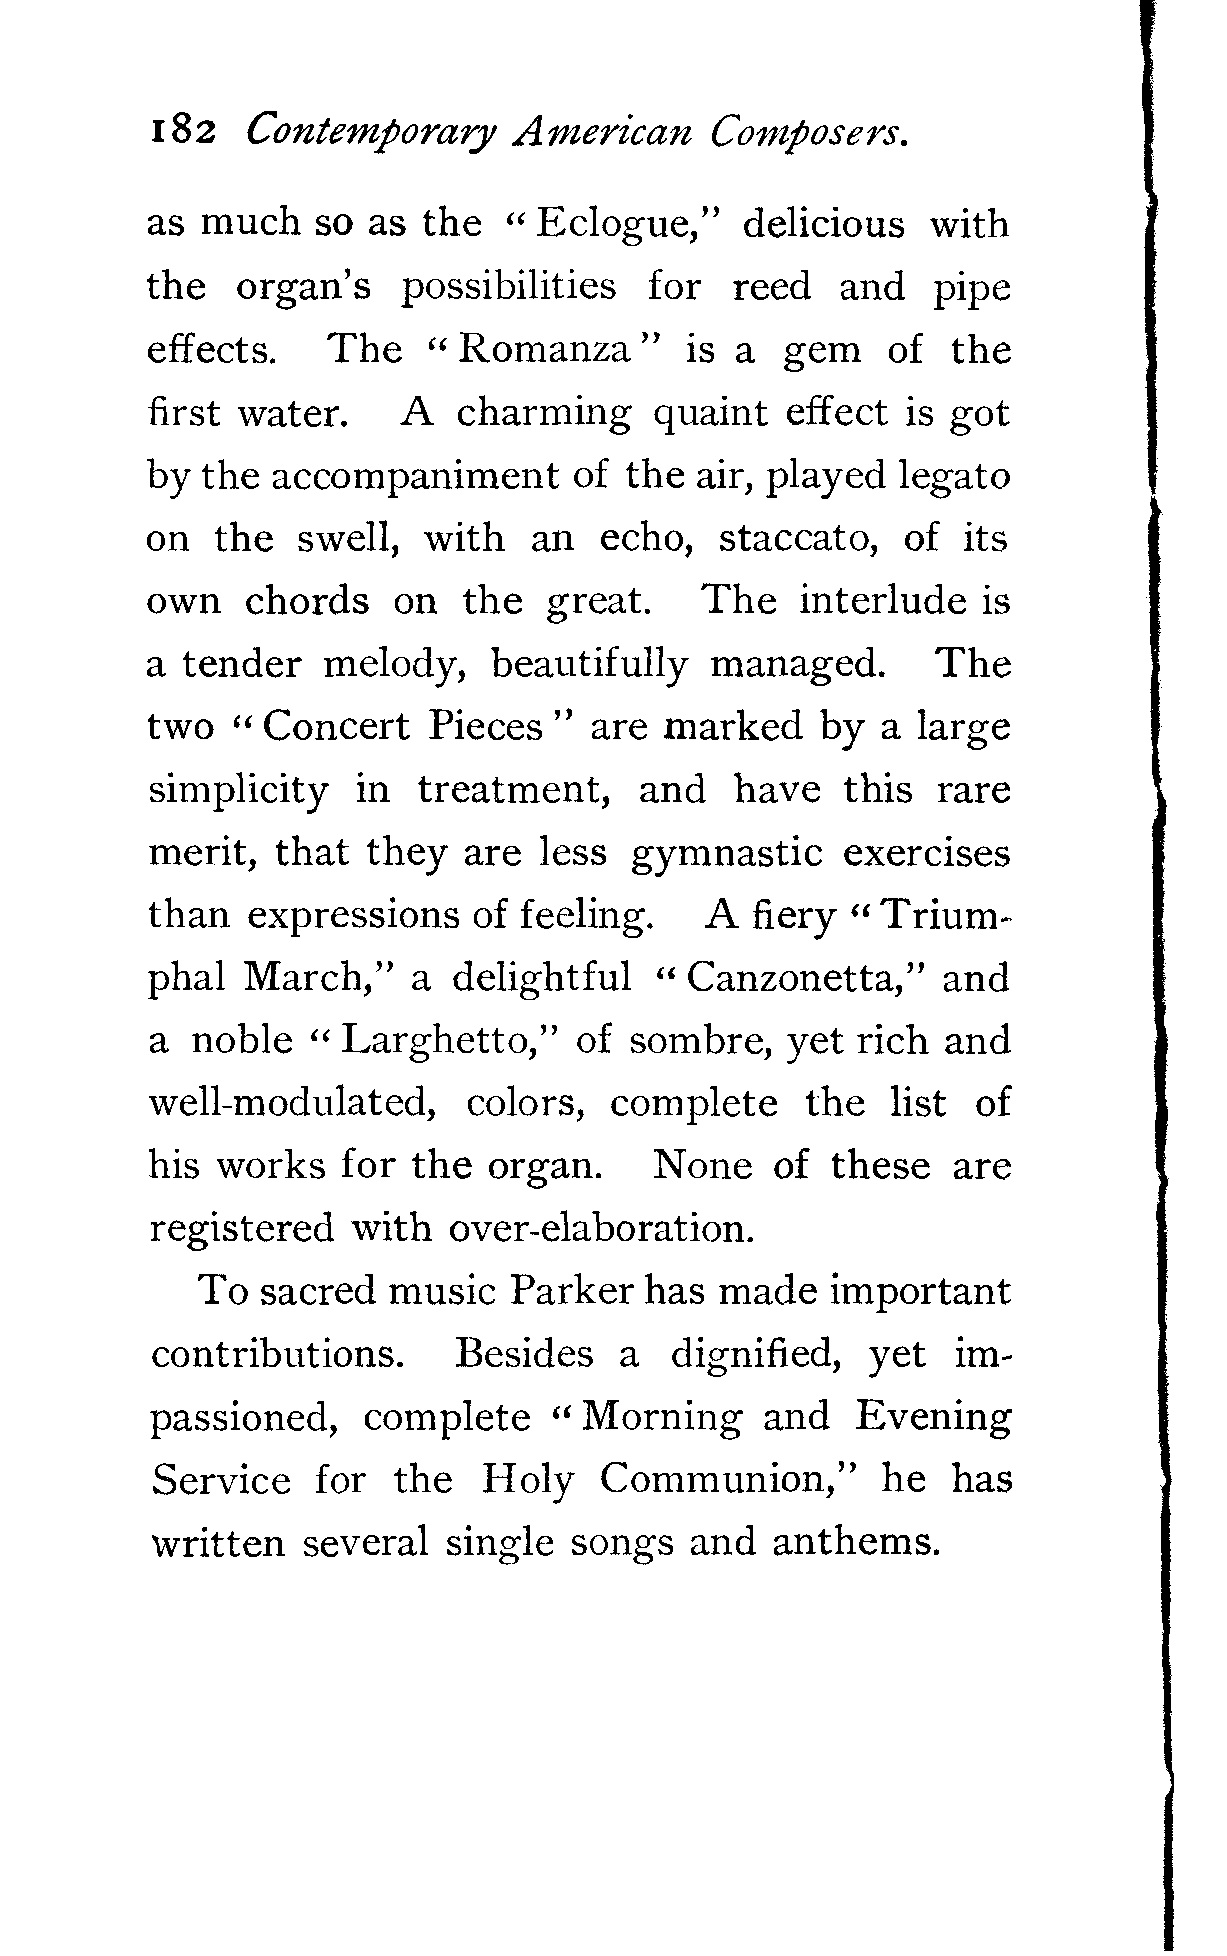 182 Contemporary American Composers.
as much so as the “ Eclogue,” delicious with
the organ’s possibilities for reed and pipe
effects. The “ Romanza ” is a gem of the
first water. A charming quaint effect is got
by the accompaniment of the air, played legato
on the swell, with an echo, staccato, of its
own chords on the great. The interlude is
a tender melody, beautifully managed. The
two “ Concert Pieces ” are marked by a large
simplicity in treatment, and have this rare
merit, that they are less gymnastic exercises
than expressions of feeling. A fiery “ Trium-
phal March,” a delightful “ Canzonetta,” and
a noble “ Larghetto,” of sombre, yet rich and
well-modulated, colors, complete the list of
his works for the organ. None of these are
registered with over-elaboration.
To sacred music Parker has made important
contributions. Besides a dignified, yet im-
passioned, complete “ Morning and Evening
Service for the Holy Communion,” he has
written several single songs and anthems.